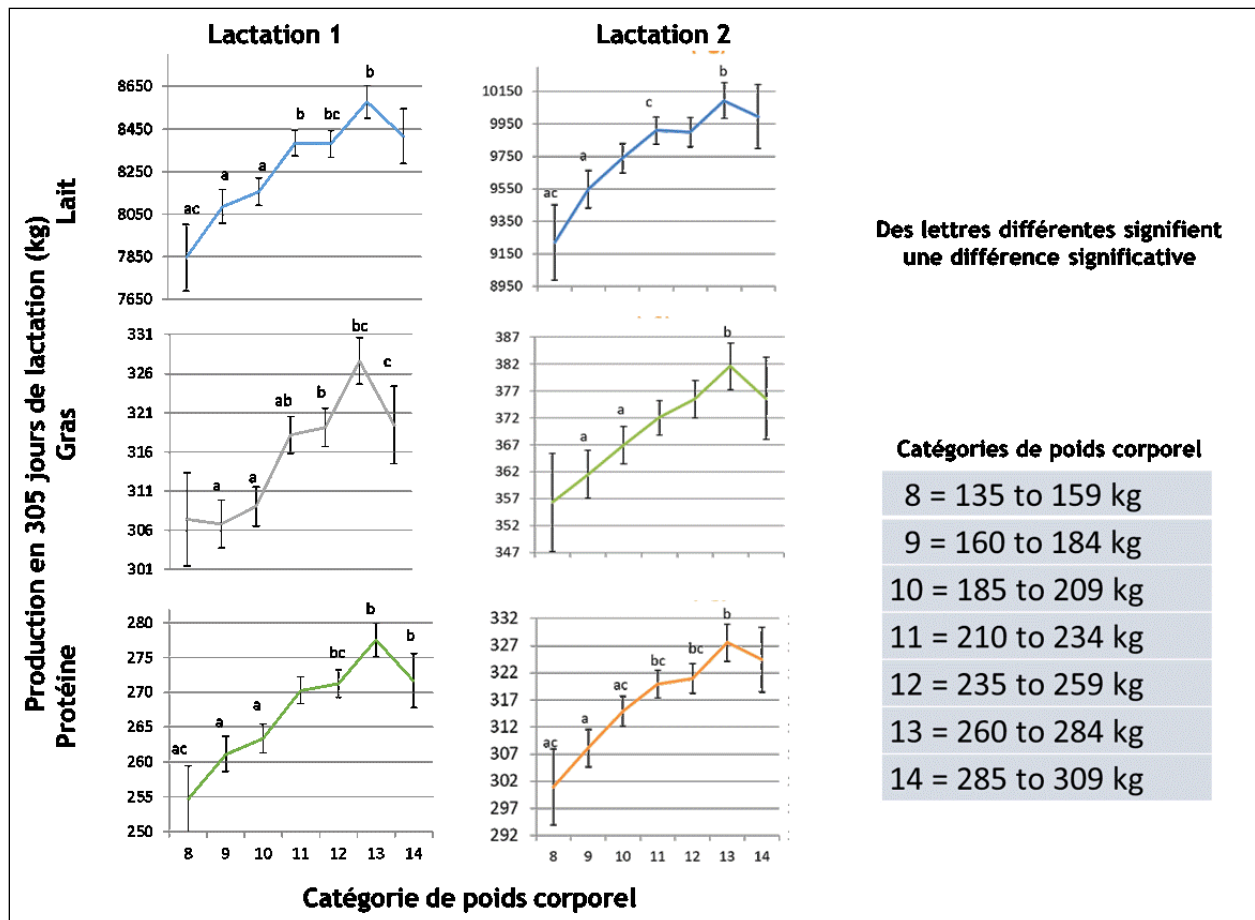 Lactation 1
Lactation 2
Production en 305 jours de lactation (kg)
Lait
8650
8450
8250
8050
7850
7650
ac
a
a
b
bc
b
10150
9950
9750
9550
9350
9150
8950
ac
a
c
b
Des lettres différentes signifient
une différence significative
Gras
331
326
321
316
311
306
301
a
a
ab
b
bc
c
387
382
377
372
367
362
357
352
347
a
a
b
Protéine
280
275
270
265
260
255
250
ac
a
a
bc
b
b
8 9 10 11 12 13 14
332
327
322
317
312
307
302
297
292
ac
a
ac
bc
bc
b
8 9 10 11 12 13 14
Catégorie de poids corporel
Catégories de poids corporel
8 = 135 to 159 kg
9 = 160 to 184 kg
10 = 185 to 209 kg
11 = 210 to 234 kg
12 = 235 to 259 kg
13 = 260 to 284 kg
14 = 285 to 309 kg